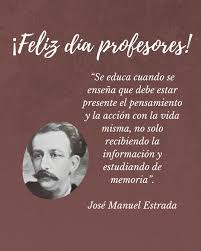 ¡Feliz día profesores!
“Se educa cuando se
enseña que debe estar
presente el pensamiento
y la acción con la vida
misma, no solo
recibiendo la
información y
estudiando de
memoria”.
José Manuel Estrada